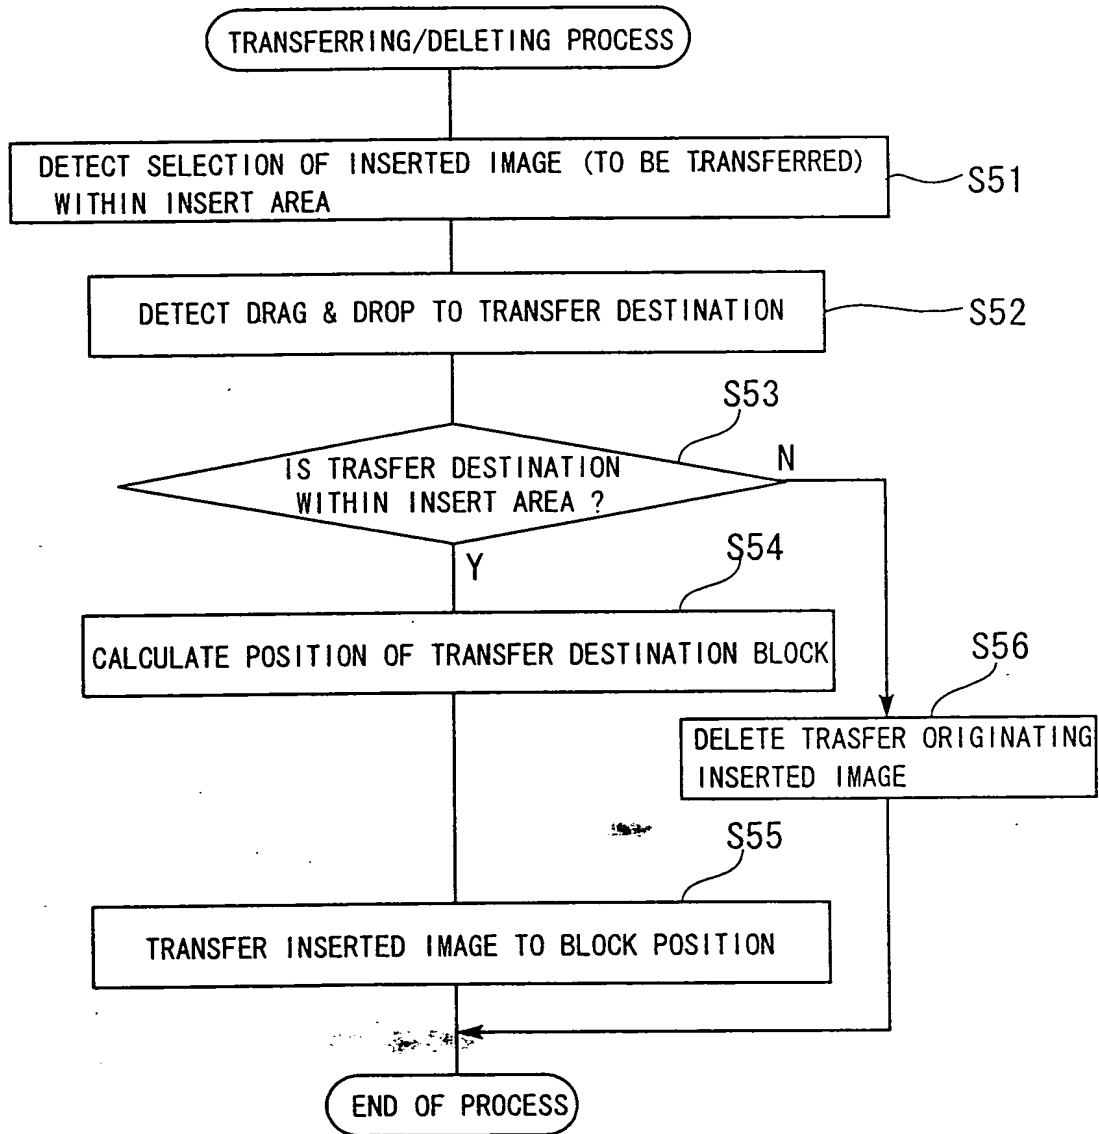 TRANSFERRING/DELETING PROCESS
DETECT SELECTION OF INSERTED IMAGE (TO BE TRANSFERRED)
WITHIN INSERT AREA
S51
DETECT DRAG & DROP TO TRANSFER DESTINATION
S52
S53
IS TRASFER DESTINATION
WITHIN INSERT AREA ?
N
Y
S54
CALCULATE POSITION OF TRANSFER DESTINATION BLOCK
S56
DELETE TRASFER ORIGINATING
INSERTED IMAGE
S55
TRANSFER INSERTED IMAGE TO BLOCK POSITION
END OF PROCESS